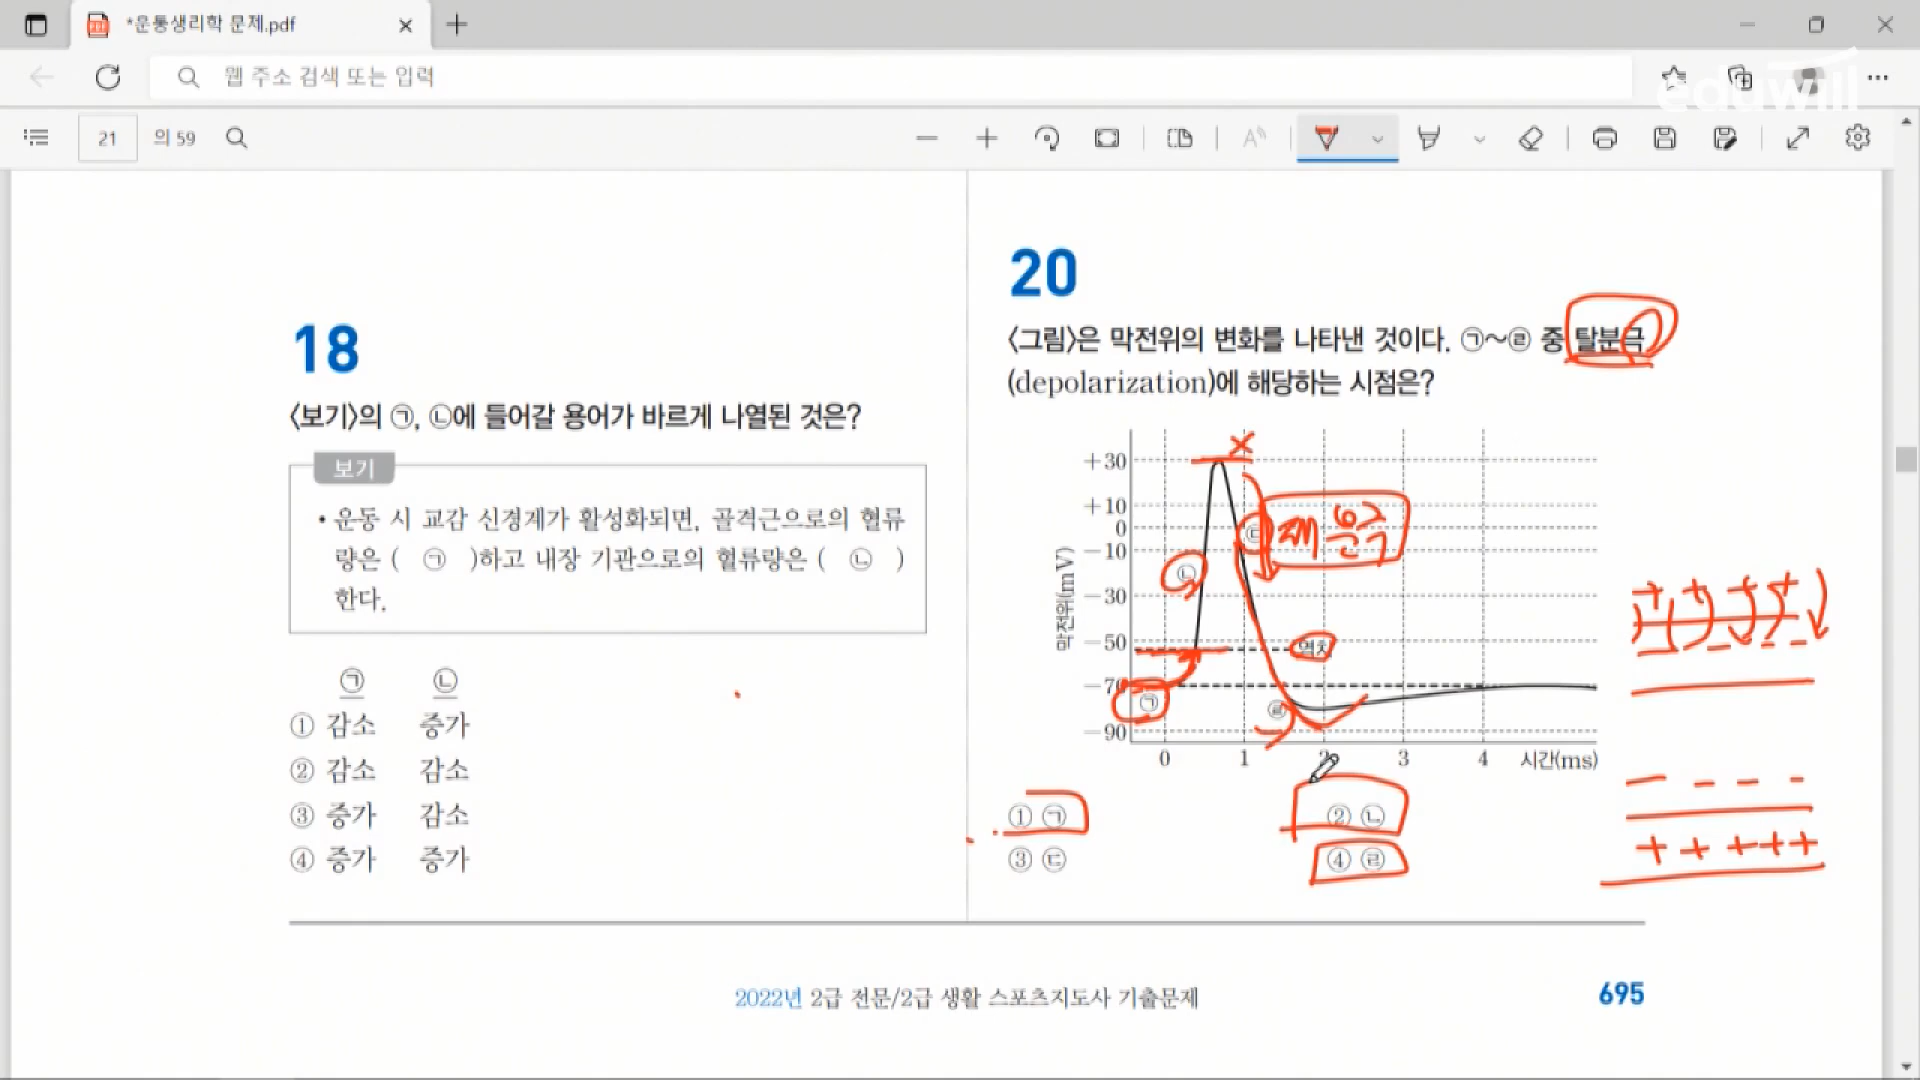 *운동생리학 문제.pdf
웹 주소 검색 또는 입력
eduwill
21 의 59
18
〈보기〉의 ㉠, ㉡에 들어갈 용어가 바르게 나열된 것은?
보기
• 운동 시 교감 신경계가 활성화되면, 골격근으로의 혈류
량은 ( ㉠ )하고 내장 기관으로의 혈류량은 ( ㉡ )
한다.
㉠ ㉡
① 감소 증가
② 감소 감소
③ 증가 감소
④ 증가 증가
20
〈그림〉은 막전위의 변화를 나타낸 것이다. ㉠~㉣ 중 탈분극
(depolarization)에 해당하는 시점은?
막전위(mV)
+30
+10
0
-10
-30
-50
-70
-90
㉠
㉡
㉢
㉣
재분극
역치
0 1 2 3 4 시간(ms)
+ + + +
- - - -
- - - -
+ + + + +
① ㉠ ② ㉡
③ ㉢ ④ ㉣
2022년 2급 전문/2급 생활 스포츠지도사 기출문제
695